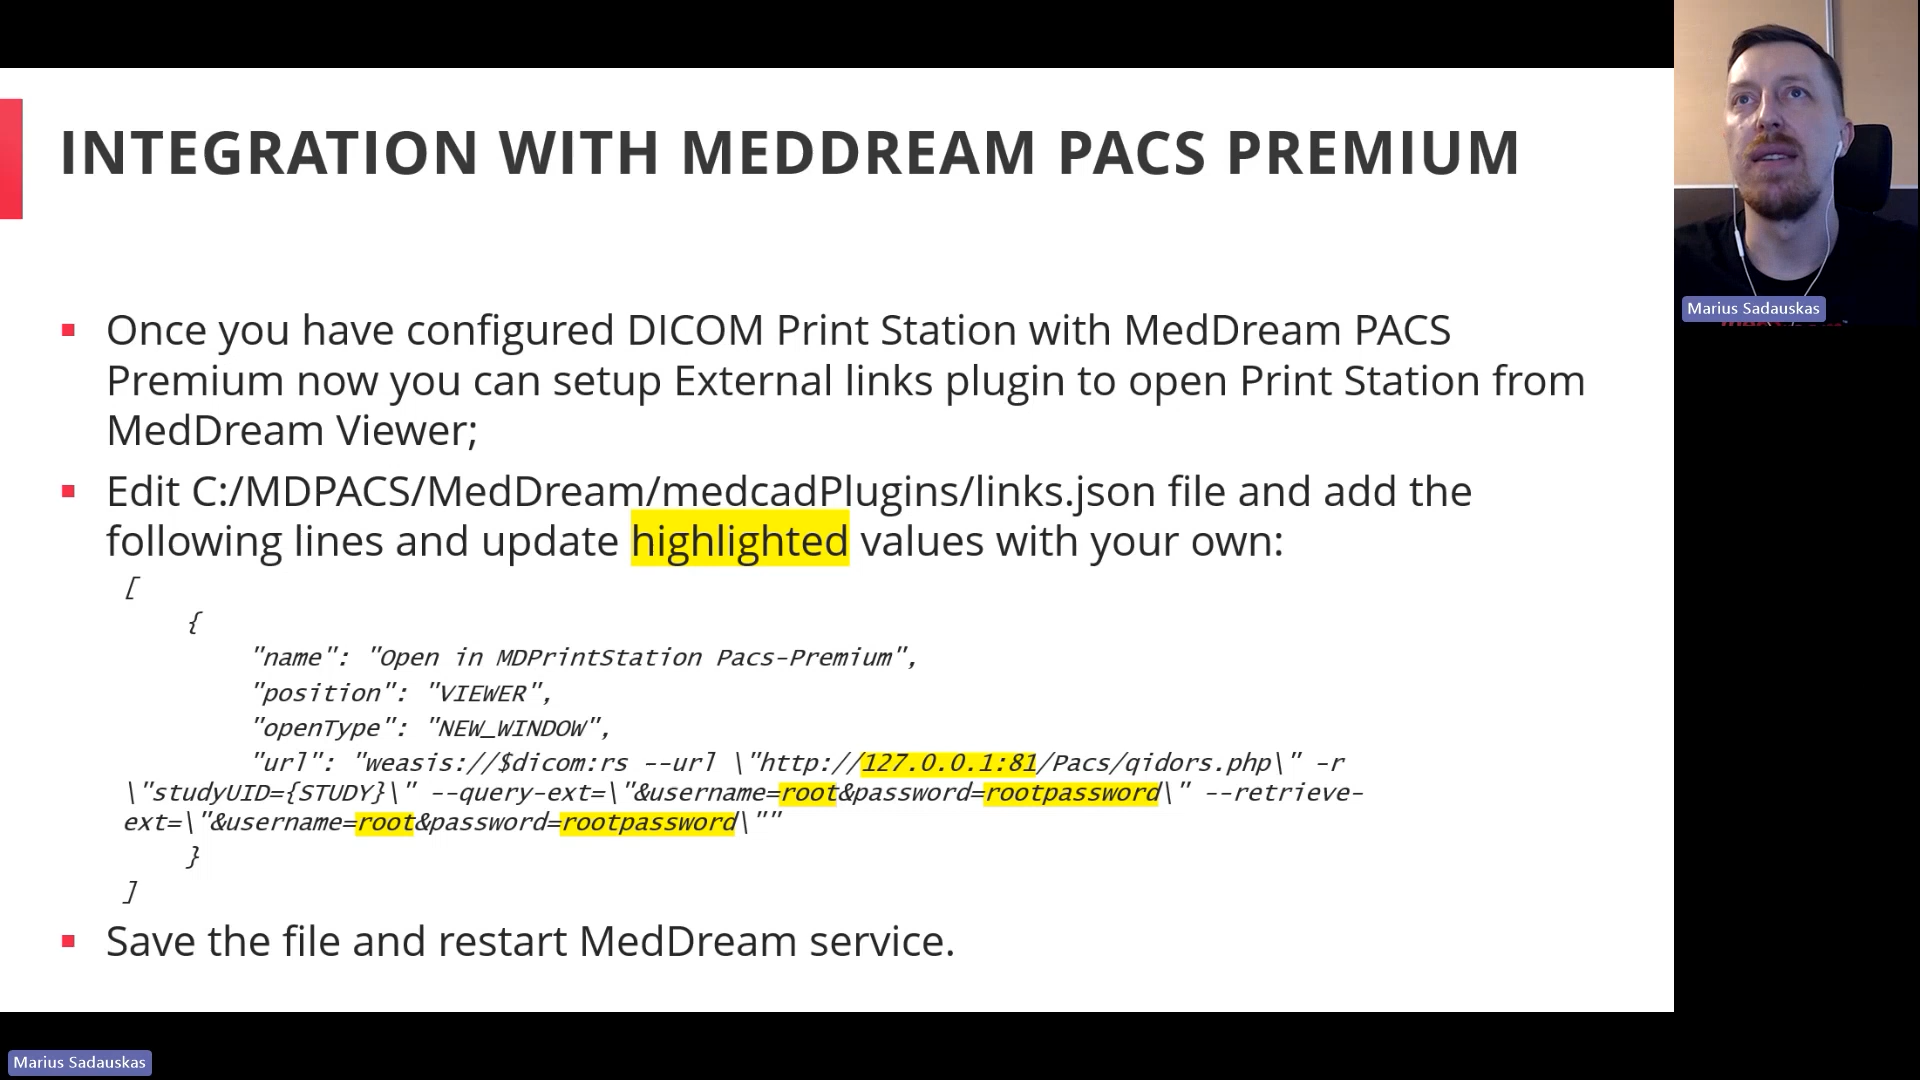 INTEGRATION WITH MEDDREAM PACS PREMIUM
Once you have configured DICOM Print Station with MedDream PACS
Premium now you can setup External links plugin to open Print Station from
MedDream Viewer;
Edit C:/MDPACS/MedDream/medcadPlugins/links.json file and add the
following lines and update highlighted values with your own:
[
{
"name": "Open in MDPrintStation Pacs-Premium",
"position": "VIEWER",
"openType": "NEW_WINDOW",
"url": "weasis://$dicom:rs --url \"http://127.0.0.1:81/Pacs/qidors.php\" -r
\"studyUID={STUDY}\" --query-ext=\"&username=root&password=rootpassword\" --retrieve-
ext=\"&username=root&password=rootpassword\""
}
]
Save the file and restart MedDream service.
Marius Sadauskas
Marius Sadauskas